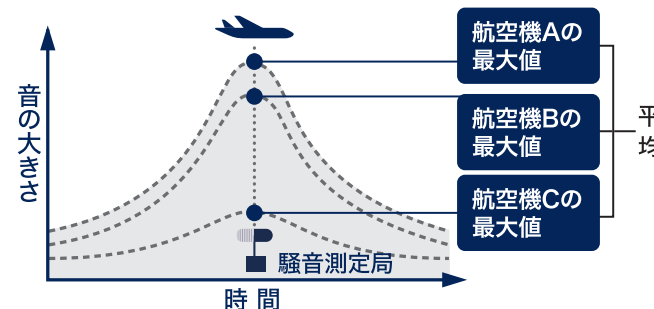 音の大きさ
航空機Aの
最大値
航空機Bの
最大値
航空機Cの
最大値
平
均
騒音測定局
時間